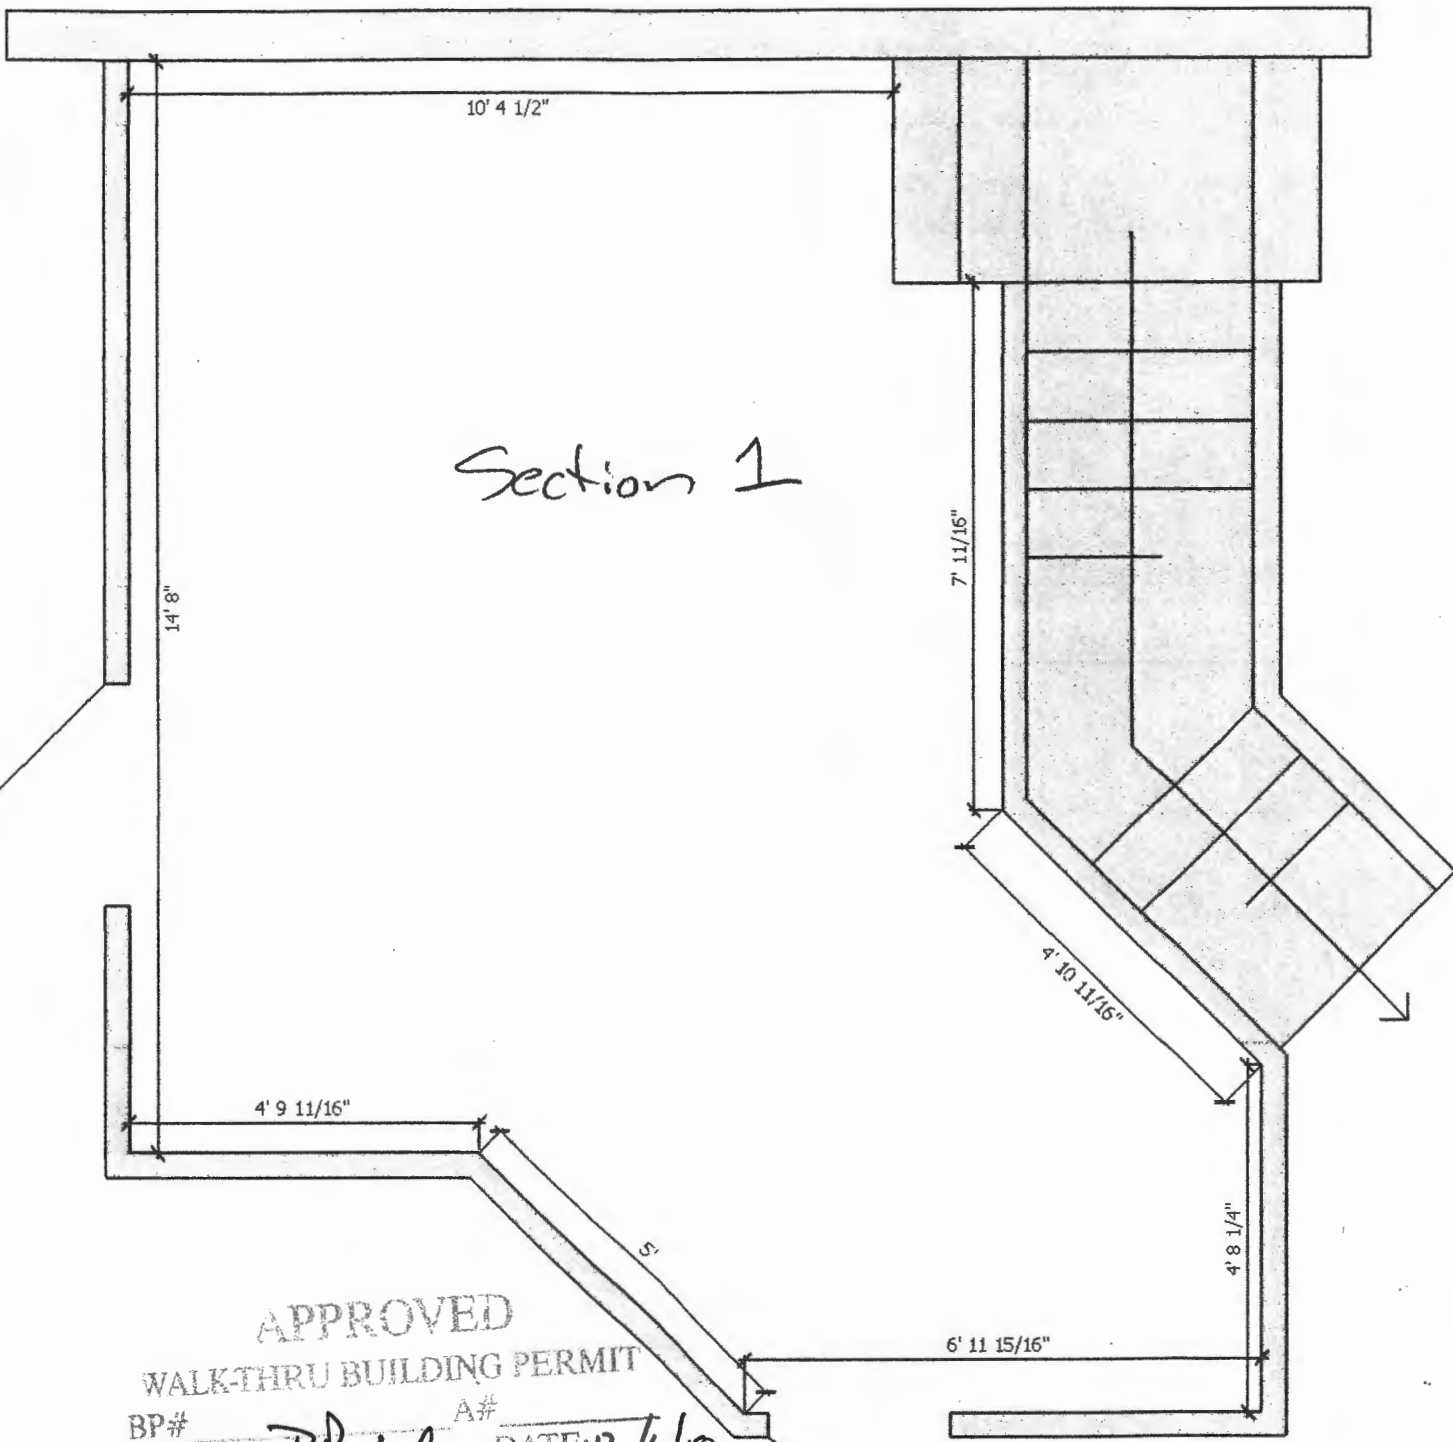 10' 4 1/2"
Section 1
14' 8"
7' 11/16"
4' 10 11/16"
4' 9 11/16"
5'
4' 8 1/4"
6' 11 15/16"
APPROVED
WALK-THRU BUILDING PERMIT
BP# A#
DATE